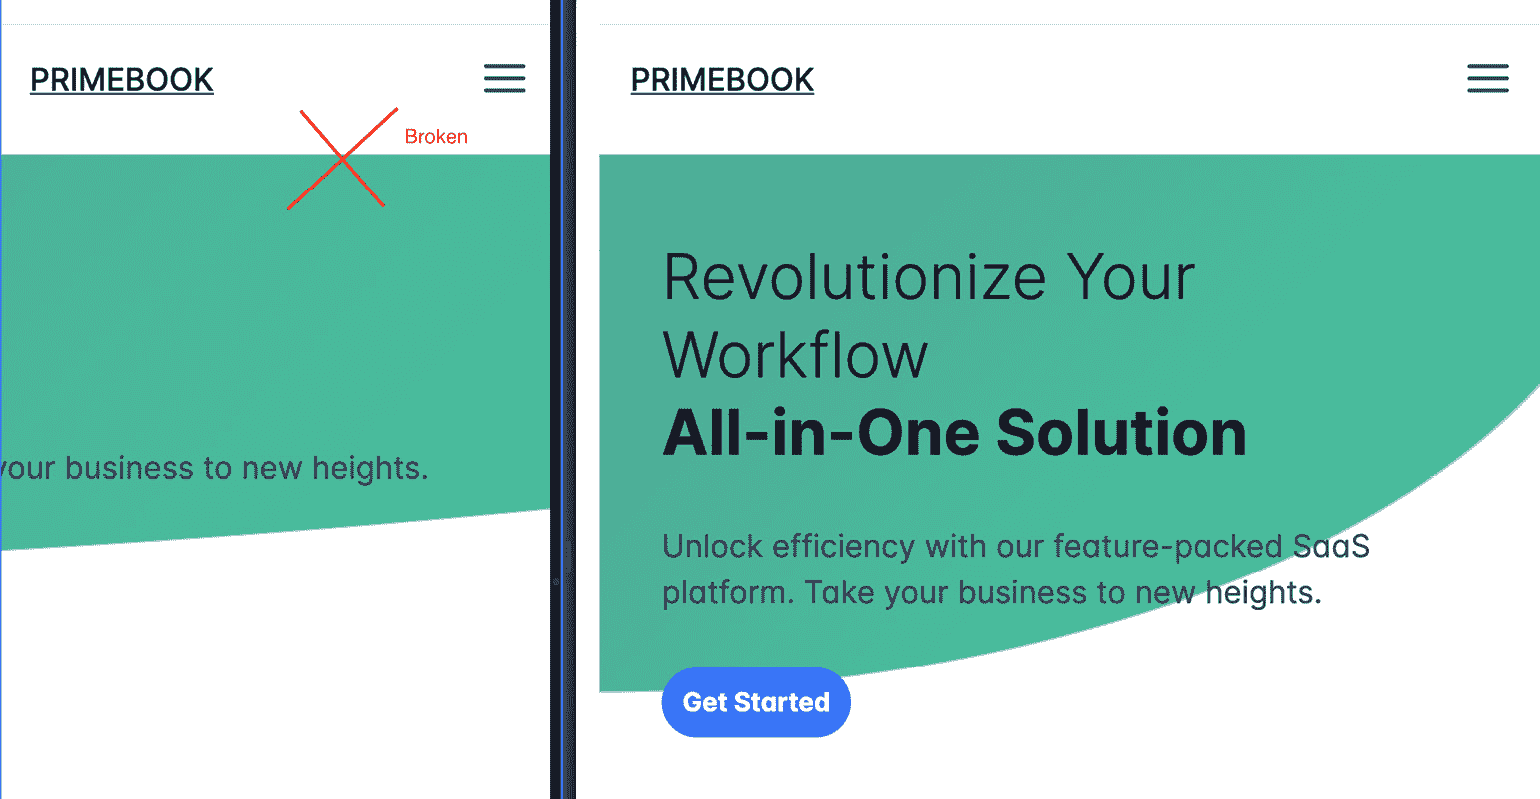 PRIMEBOOK
Broken
your business to new heights.
PRIMEBOOK
Revolutionize Your
Workflow
All-in-One Solution
Unlock efficiency with our feature-packed SaaS
platform. Take your business to new heights.
Get Started